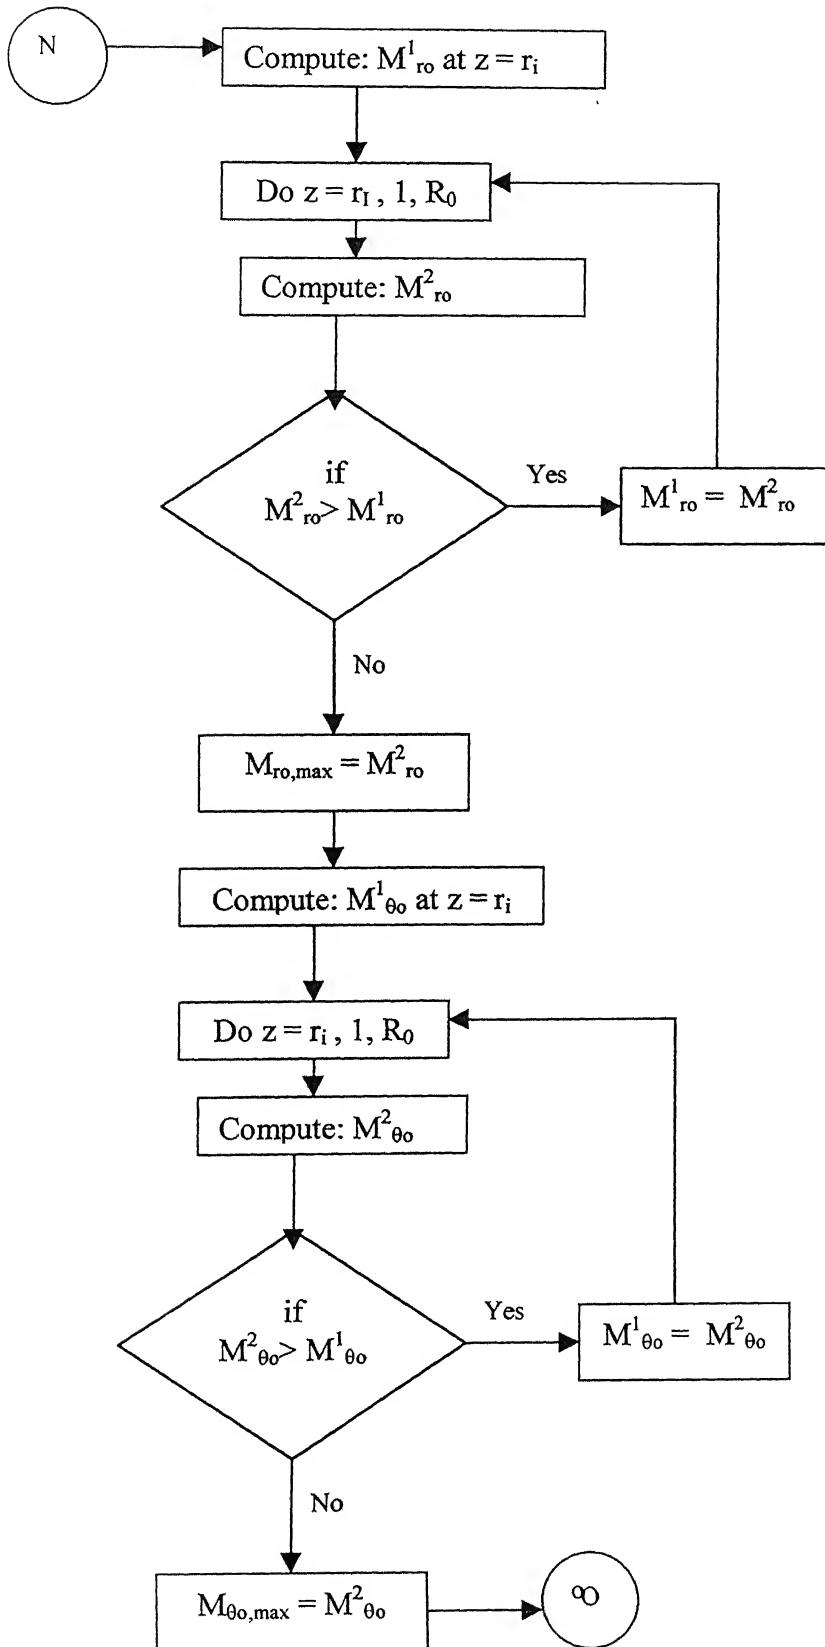 N
Compute: M¹ro at z = ri
Do z = rI , 1, R0
Compute: M²ro
if
M²ro> M¹ro
Yes
M¹ro = M²ro
No
Mro,max = M²ro
Compute: M¹θo at z = ri
Do z = ri , 1, R0
Compute: M²θo
if
M²θo> M¹θo
Yes
M¹θo = M²θo
No
Mθo,max = M²θo